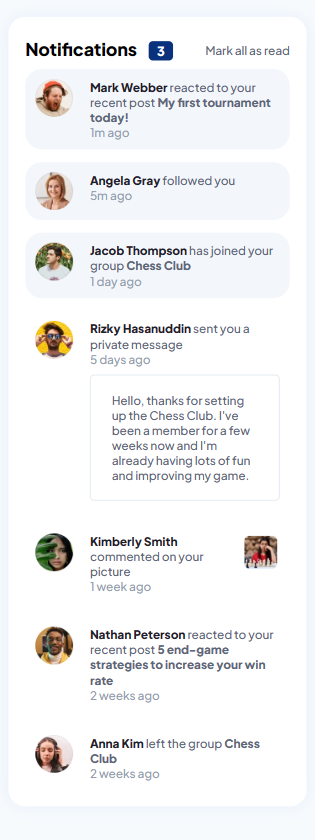 Notifications 3 Mark all as read
Mark Webber reacted to your
recent post My first tournament
today!
1m ago
Angela Gray followed you
5m ago
Jacob Thompson has joined your
group Chess Club
1 day ago
Rizky Hasanuddin sent you a
private message
5 days ago
Hello, thanks for setting
up the Chess Club. I've
been a member for a few
weeks now and I'm
already having lots of fun
and improving my game.
Kimberly Smith
commented on your
picture
1 week ago
Nathan Peterson reacted to your
recent post 5 end-game
strategies to increase your win
rate
2 weeks ago
Anna Kim left the group Chess
Club
2 weeks ago